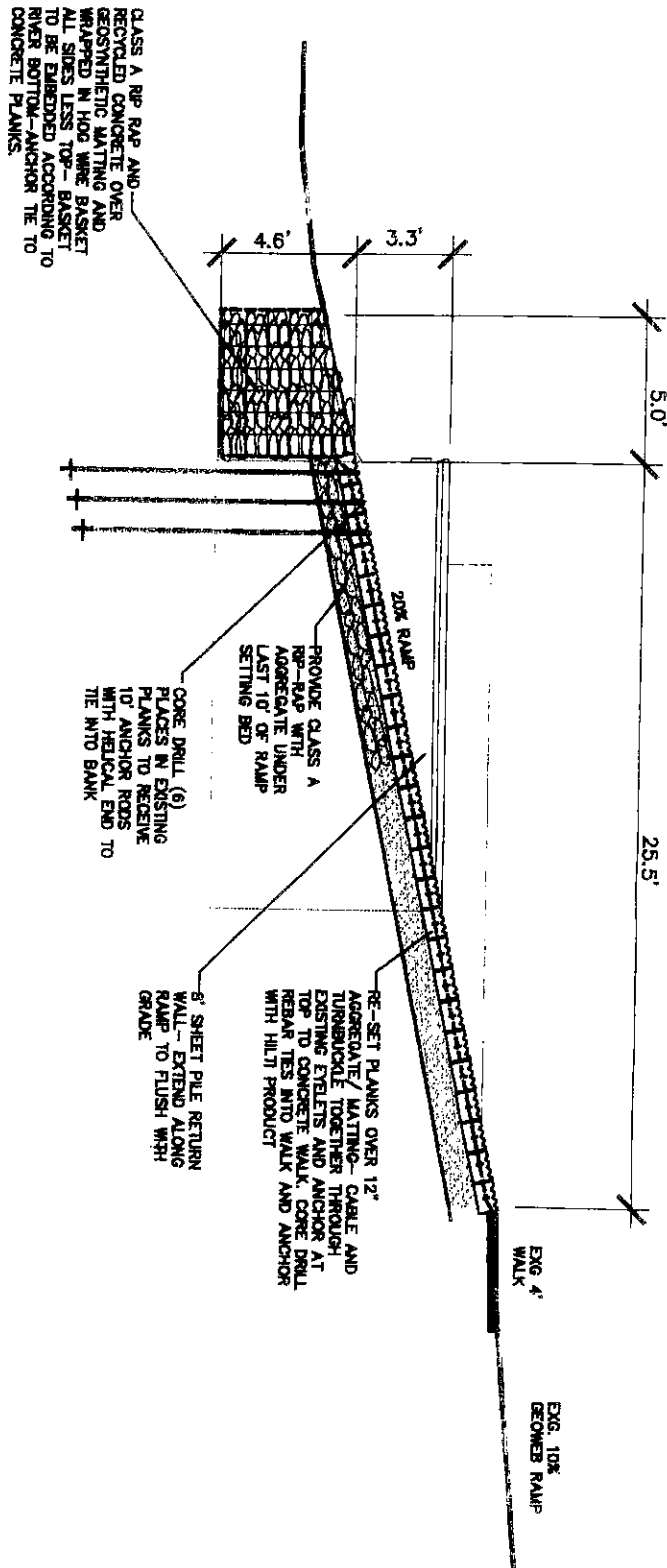 5.0'
25.5'
3.3'
4.6'
20% RAMP
EXG 4'
WALK
EXG. 10%
GEOWEB RAMP
CLASS A RIP RAP AND
RECYCLED CONCRETE OVER
GEOSYNTHETIC MATTING AND
WRAPPED IN HOG WIRE BASKET
ALL SIDES LESS TOP- BASKET
TO BE EMBEDDED ACCORDING TO
RIVER BOTTOM-ANCHOR TIE TO
CONCRETE PLANKS.
PROVIDE CLASS A
RIP-RAP WITH
AGGREGATE UNDER
LAST 10' OF RAMP
SETTING BED
CORE DRILL (6)
PLACES IN EXISTING
PLANKS TO RECEIVE
10' ANCHOR RODS
WITH HELICAL END TO
TIE INTO BANK
8' SHEET PILE RETURN
WALL- EXTEND ALONG
RAMP TO FLUSH WITH
GRADE
RE-SET PLANKS OVER 12"
AGGREGATE/ MATTING- CABLE AND
TURNBUCKLE TOGETHER THROUGH
EXISTING EYELETS AND ANCHOR AT
TOP TO CONCRETE WALK. CORE DRILL
REBAR TIES INTO WALK AND ANCHOR
WITH HILTI PRODUCT